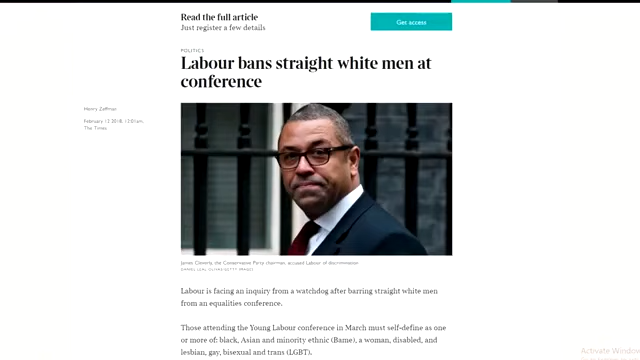 Read the full article
Just register a few details
Get access
POLITICS
Labour bans straight white men at
conference
Henry Zeffman
February 12 2018, 12:01am,
The Times
James Cleverly, the Conservative Party chairman, accused Labour of discrimination
Labour is facing an inquiry from a watchdog after barring straight white men
from an equalities conference.
Those attending the Young Labour conference in March must self-define as one
or more of: black, Asian and minority ethnic (Bame), a woman, disabled, and
lesbian, gay, bisexual and trans (LGBT).
Activate Window